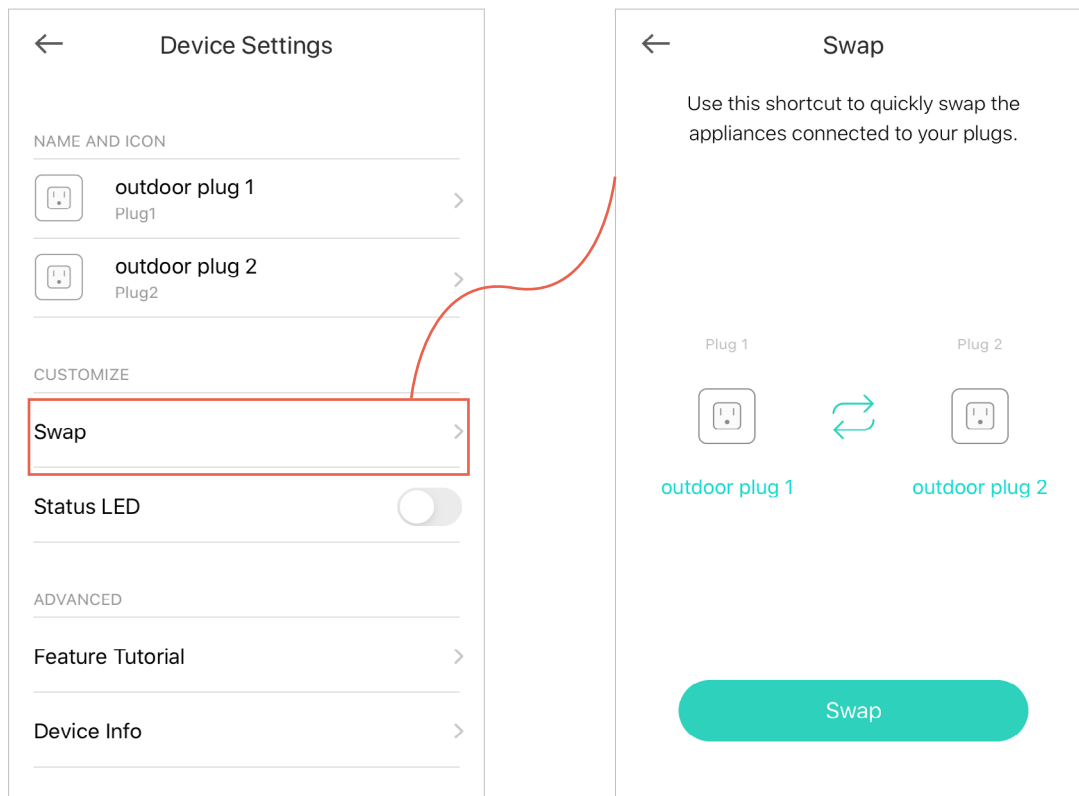 Device Settings
NAME AND ICON
outdoor plug 1
Plug1
outdoor plug 2
Plug2
CUSTOMIZE
Swap
Status LED
ADVANCED
Feature Tutorial
Device Info
Swap
Use this shortcut to quickly swap the
appliances connected to your plugs.
Plug 1
Plug 2
outdoor plug 1
outdoor plug 2
Swap